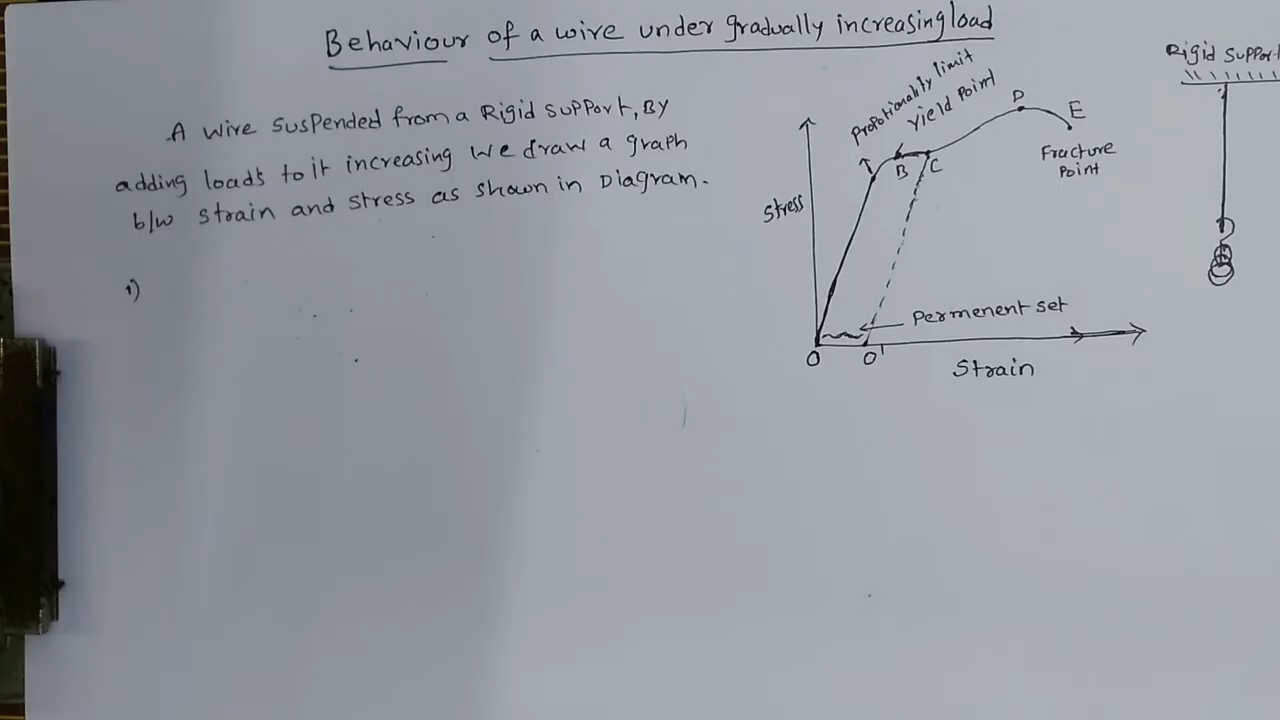 Behaviour of a wire under gradually increasing load
A wire suspended from a Rigid support, By
adding loads to it increasing we draw a graph
b/w strain and stress as shown in Diagram.
1)
Rigid support
Propotionality limit
Yield Point
D
E
Fracture
Point
B
C
Stress
Permenent set
O
O'
Strain